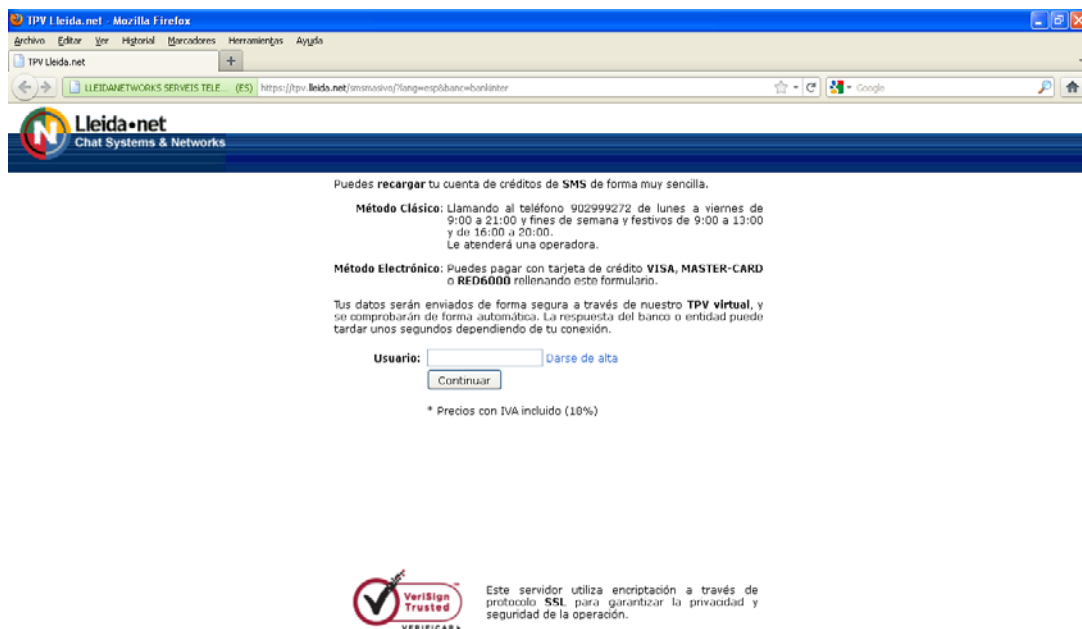 TPV Lleida.net - Mozilla Firefox
Archivo Editar Ver Historial Marcadores Herramientas Ayuda
TPV Lleida.net +
LLEIDANETWORKS SERVEIS TELE... (ES) https://tpv.lleida.net/smsmasivo/?lang=esp&banc=bankinter Google
Lleida•net
Chat Systems & Networks
Puedes recargar tu cuenta de créditos de SMS de forma muy sencilla.
Método Clásico: Llamando al teléfono 902999272 de lunes a viernes de
9:00 a 21:00 y fines de semana y festivos de 9:00 a 13:00
y de 16:00 a 20:00.
Le atenderá una operadora.
Método Electrónico: Puedes pagar con tarjeta de crédito VISA, MASTER-CARD
o RED6000 rellenando este formulario.
Tus datos serán enviados de forma segura a través de nuestro TPV virtual, y
se comprobarán de forma automática. La respuesta del banco o entidad puede
tardar unos segundos dependiendo de tu conexión.
Usuario: Darse de alta
Continuar
* Precios con IVA incluido (18%)
VeriSign
Trusted
VERIFICAR
Este servidor utiliza encriptación a través de
protocolo SSL para garantizar la privacidad y
seguridad de la operación.